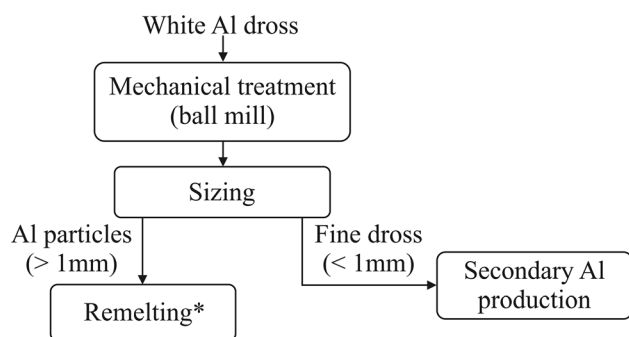 White Al dross
Mechanical treatment
(ball mill)
Sizing
Al particles
(> 1mm)
Fine dross
(< 1mm)
Secondary Al
production
Remelting*